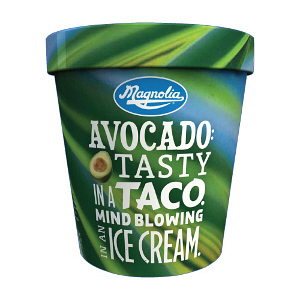 Magnolia
AVOCADO:
TASTY
IN A TACO.
MIND BLOWING
IN AN ICE CREAM.